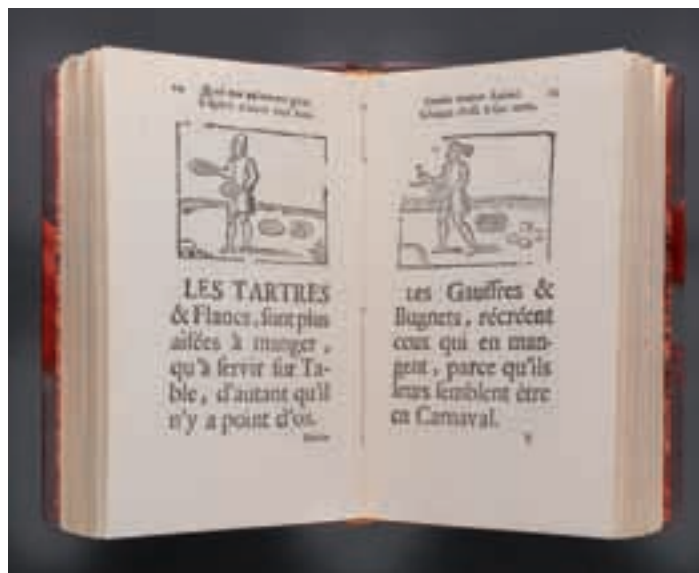 LES TARTRES
& Flancs, sont plus
aisées à manger,
qu'à servir sur Ta-
ble, d'autant qu'il
n'y a point d'os.
Les Gauffres &
Bugnets, récréent
ceux qui en man-
gent, parce qu'ils
leurs semblent être
en Carnaval.